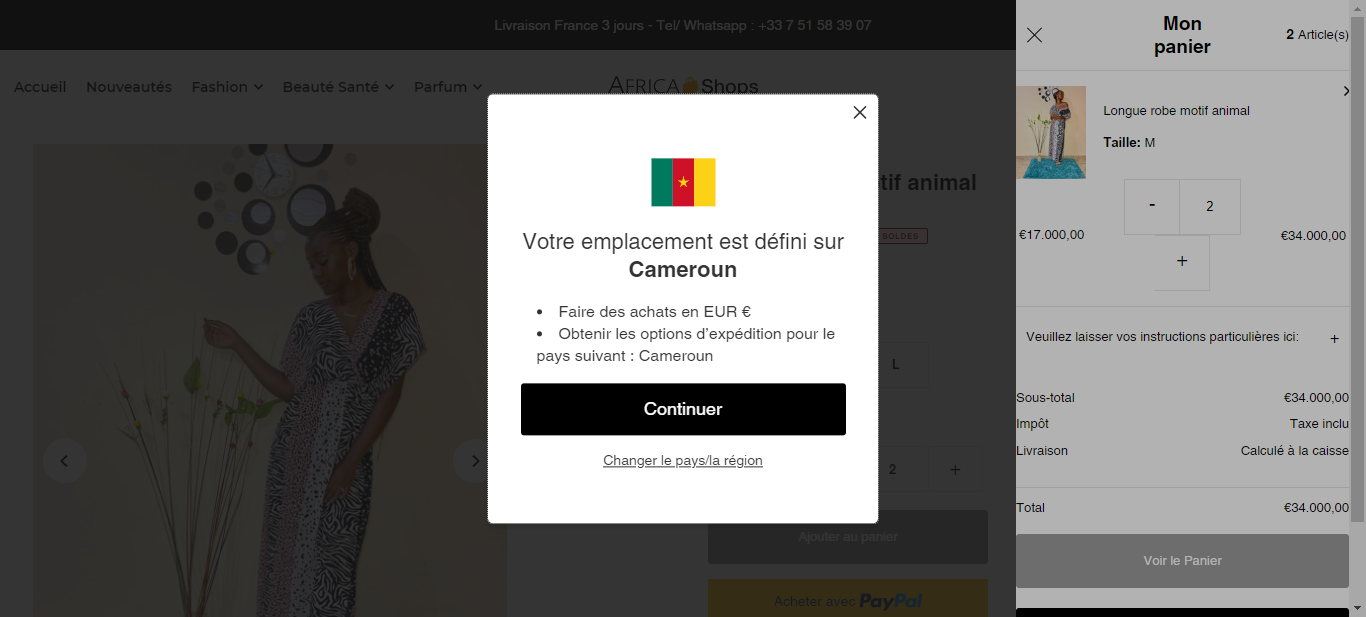 Livraison France 3 jours - Tel/ Whatsapp : +33 7 51 58 39 07
Accueil
Nouveautés
Fashion
Beauté Santé
Parfum
AFRICA Shops
tif animal
SOLDES
L
2
+
Ajouter au panier
Acheter avec PayPal
Votre emplacement est défini sur
Cameroun
• Faire des achats en EUR €
• Obtenir les options d’expédition pour le
pays suivant : Cameroun
Continuer
Changer le pays/la région
Mon
panier
2 Article(s)
Longue robe motif animal
Taille: M
-
2
+
€17.000,00
€34.000,00
Veuillez laisser vos instructions particulières ici:
+
Sous-total
€34.000,00
Impôt
Taxe inclu
Livraison
Calculé à la caisse
Total
€34.000,00
Voir le Panier